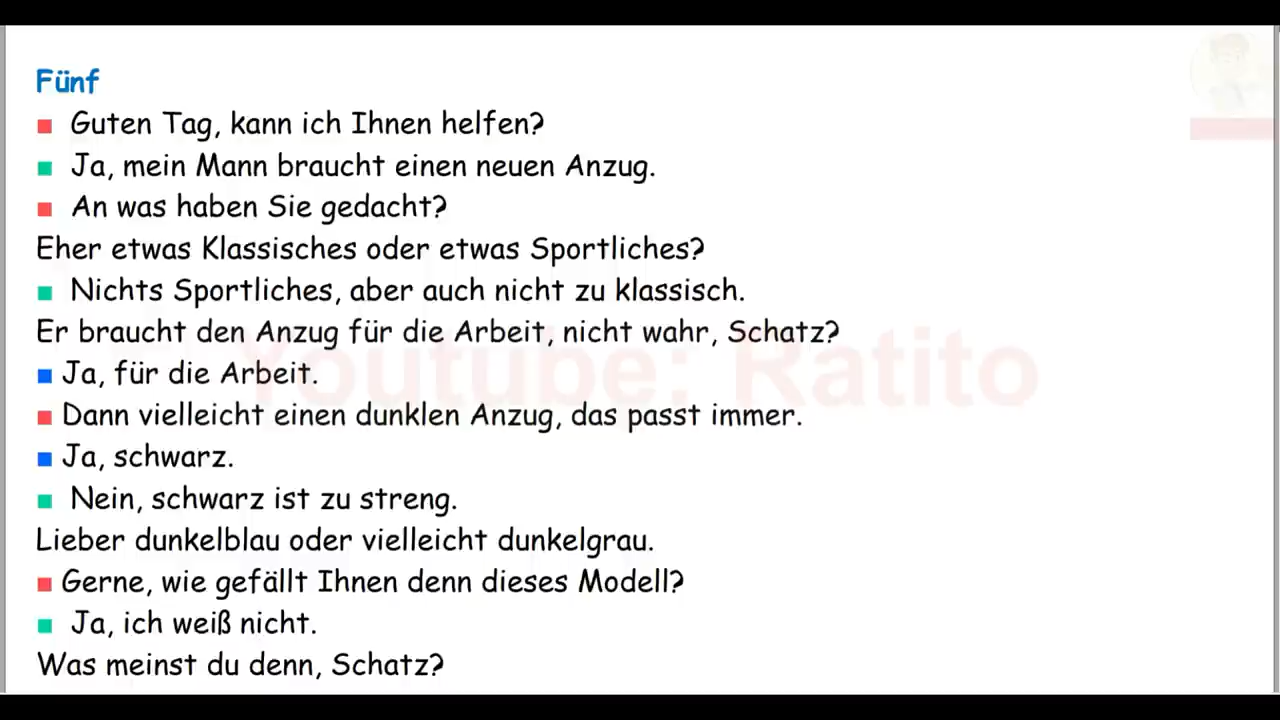 Fünf
Guten Tag, kann ich Ihnen helfen?
Ja, mein Mann braucht einen neuen Anzug.
An was haben Sie gedacht?
Eher etwas Klassisches oder etwas Sportliches?
Nichts Sportliches, aber auch nicht zu klassisch.
Er braucht den Anzug für die Arbeit, nicht wahr, Schatz?
Ja, für die Arbeit.
Youtube: Ratito
Dann vielleicht einen dunklen Anzug, das passt immer.
Ja, schwarz.
Nein, schwarz ist zu streng.
Lieber dunkelblau oder vielleicht dunkelgrau.
Gerne, wie gefällt Ihnen denn dieses Modell?
Ja, ich weiß nicht.
Was meinst du denn, Schatz?